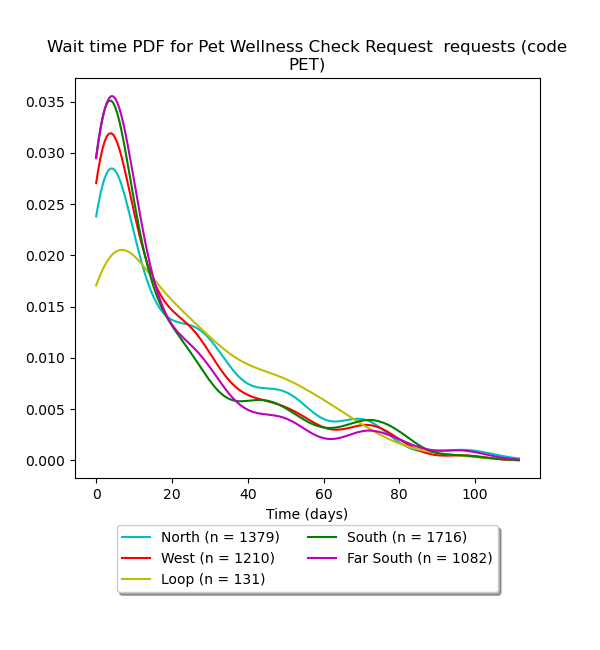 Wait time PDF for Pet Wellness Check Request  requests (code
PET)
0.035
0.030
0.025
0.020
0.015
0.010
0.005
0.000
0 20 40 60 80 100
Time (days)
North (n = 1379) South (n = 1716)
West (n = 1210) Far South (n = 1082)
Loop (n = 131)